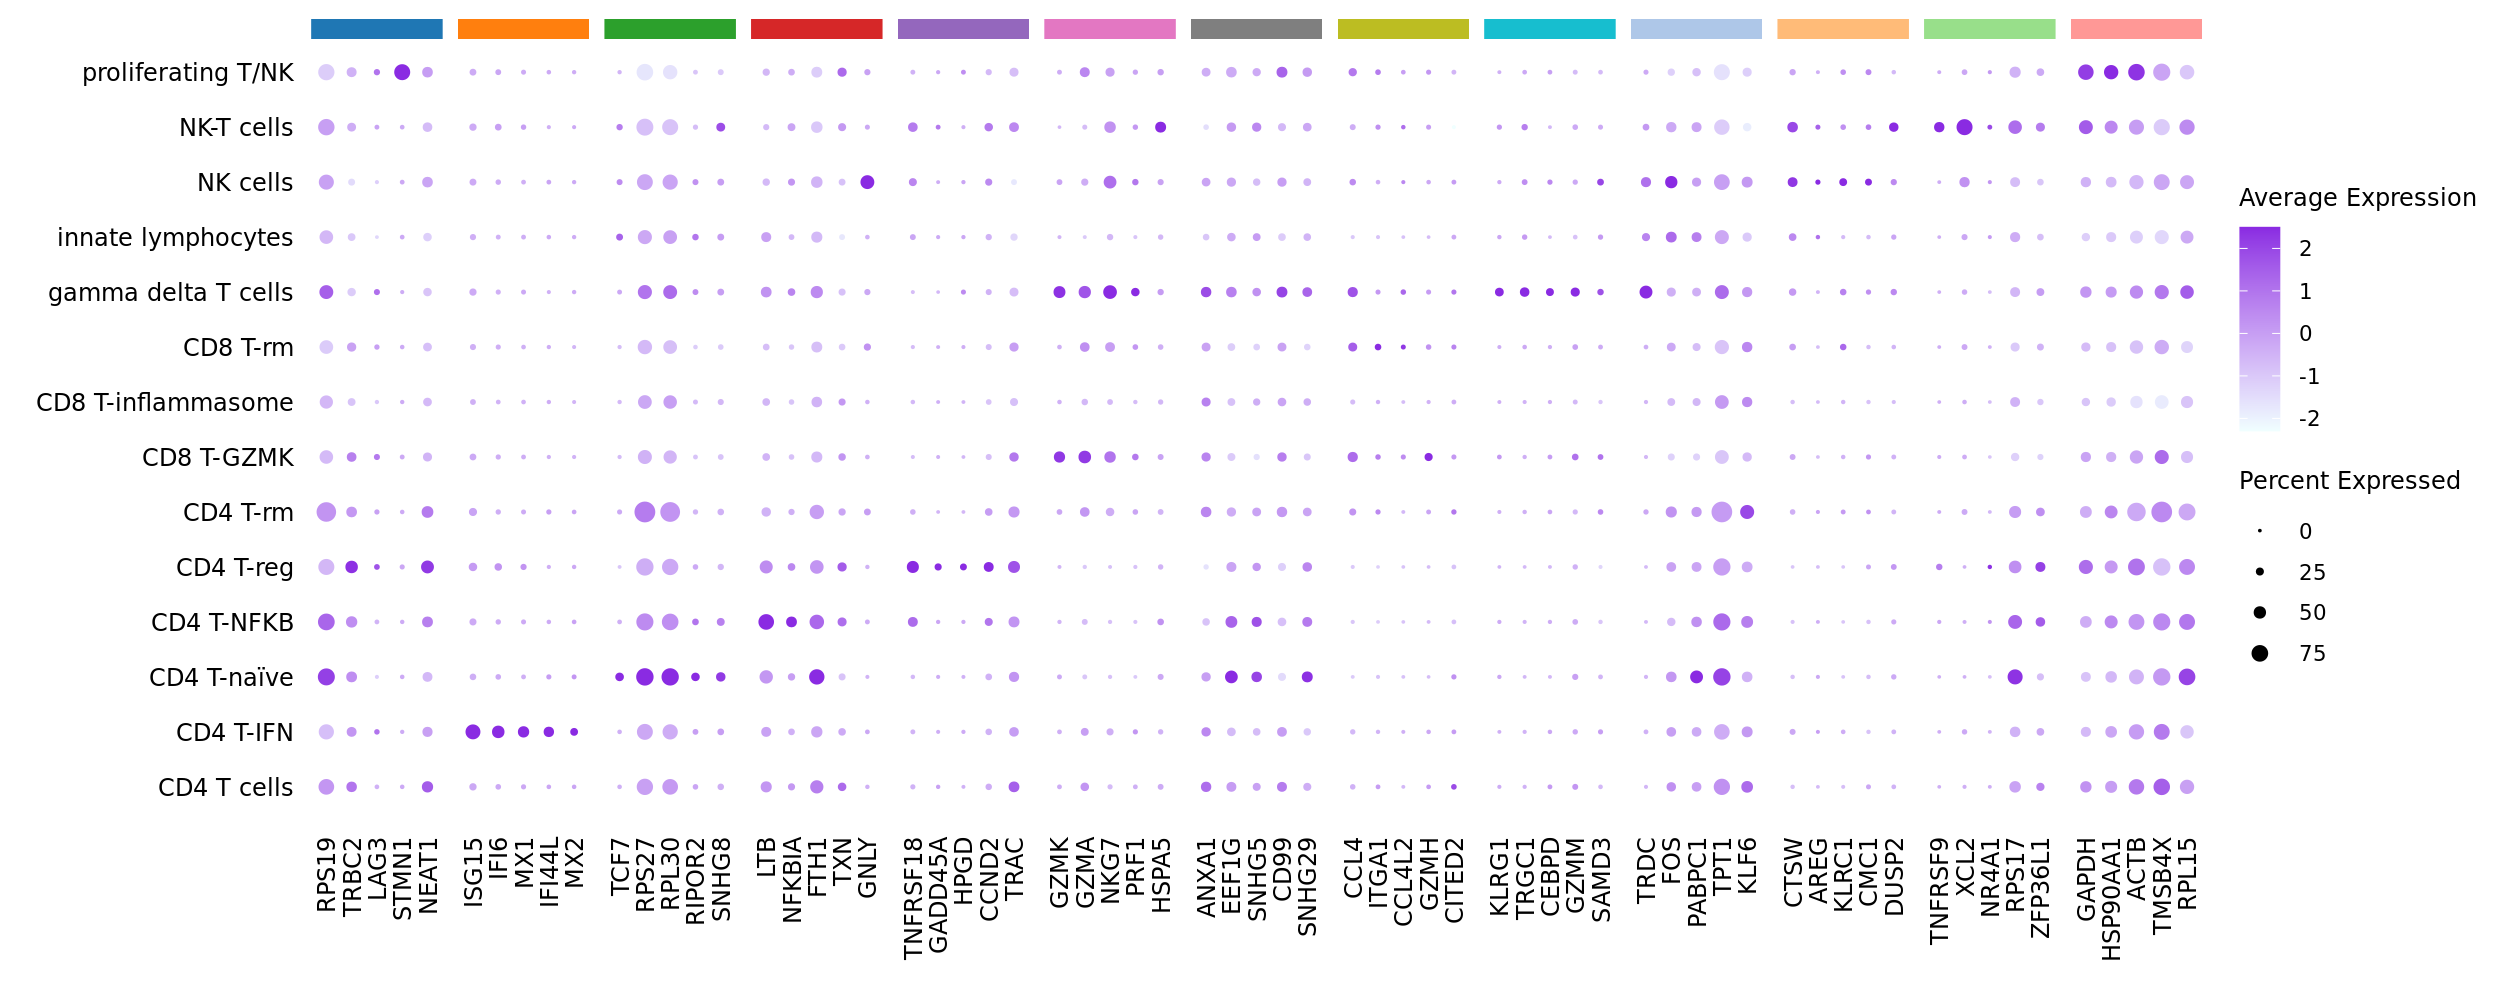 proliferating T/NK
NK-T cells
NK cells
innate lymphocytes
gamma delta T cells
CD8 T-rm
CD8 T-inflammasome
CD8 T-GZMK
CD4 T-rm
CD4 T-reg
CD4 T-NFKB
CD4 T-naïve
CD4 T-IFN
CD4 T cells
RPS19
TRBC2
LAG3
STMN1
NEAT1
ISG15
IFI6
MX1
IFI44L
MX2
TCF7
RPS27
RPL30
RIPOR2
SNHG8
LTB
NFKBIA
FTH1
TXN
GNLY
TNFRSF18
GADD45A
HPGD
CCND2
TRAC
GZMK
GZMA
NKG7
PRF1
HSPA5
ANXA1
EEF1G
SNHG5
CD99
SNHG29
CCL4
ITGA1
CCL4L2
GZMH
CITED2
KLRG1
TRGC1
CEBPD
GZMM
SAMD3
TRDC
FOS
PABPC1
TPT1
KLF6
CTSW
AREG
KLRC1
CMC1
DUSP2
TNFRSF9
XCL2
NR4A1
RPS17
ZFP36L1
GAPDH
HSP90AA1
ACTB
TMSB4X
RPL15
Average Expression
2
1
0
-1
-2
Percent Expressed
0
25
50
75